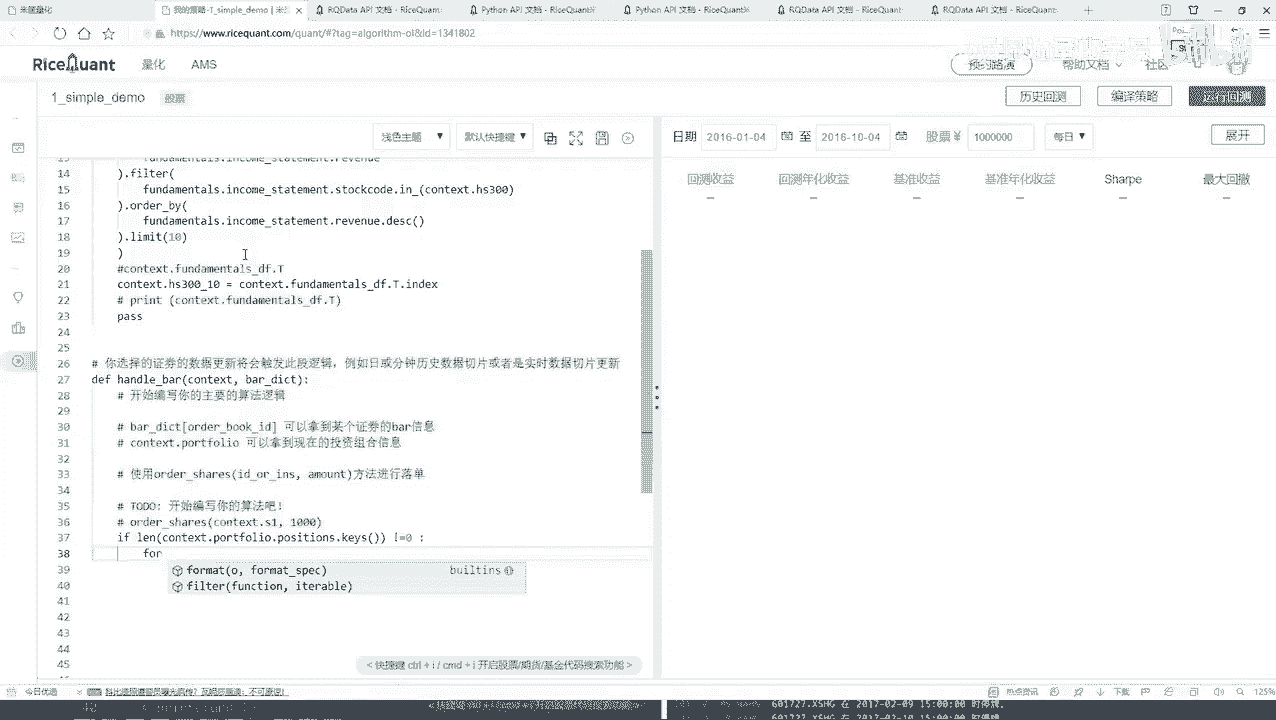 米筐量化
我的策略-1_simple_demo | 米
RQData API 文档 - RiceQuan
Python API 文档 - RiceQuant
Python API 文档 - RiceQuant
RQData API 文档 - RiceQuant
RQData API 文档 - RiceQuan
https://www.ricequant.com/quant/#?tag=algorithm-ol&id=1341802
RiceQuant 量化 AMS
预约路演 帮助文档 社区
1_simple_demo 股票
历史回测 编译策略 运行回测
浅色主题 默认快捷键
日期 2016-01-04 至 2016-10-04 股票¥ 1000000 每日 展开
回测收益 回测年化收益 基准收益 基准年化收益 Sharpe 最大回撤
— — — — — —
13 fundamentals.income_statement.revenue
14 ).filter(
15 fundamentals.income_statement.stockcode.in_(context.hs300)
16 ).order_by(
17 fundamentals.income_statement.revenue.desc()
18 ).limit(10)
19 )
20 #context.fundamentals_df.T
21 context.hs300_10 = context.fundamentals_df.T.index
22 # print (context.fundamentals_df.T)
23 pass
24
25
26 # 你选择的证券的数据更新将会触发此段逻辑，例如日或分钟历史数据切片或者是实时数据切片更新
27 def handle_bar(context, bar_dict):
28 # 开始编写你的主要的算法逻辑
29
30 # bar_dict[order_book_id] 可以拿到某个证券的bar信息
31 # context.portfolio 可以拿到现在的投资组合信息
32
33 # 使用order_shares(id_or_ins, amount)方法进行落单
34
35 # TODO: 开始编写你的算法吧!
36 # order_shares(context.s1, 1000)
37 if len(context.portfolio.positions.keys()) !=0 :
38 for
39 format(o, format_spec) builtins
40 filter(function, iterable)
41
42
43
44
45
<快捷键 ctrl + i / cmd + i 开启股票/期货/基金代码搜索功能>
今日优选
热点资讯 下载 125%
601727.XSHG 在 2017-02-09 15:00:00 时停牌.